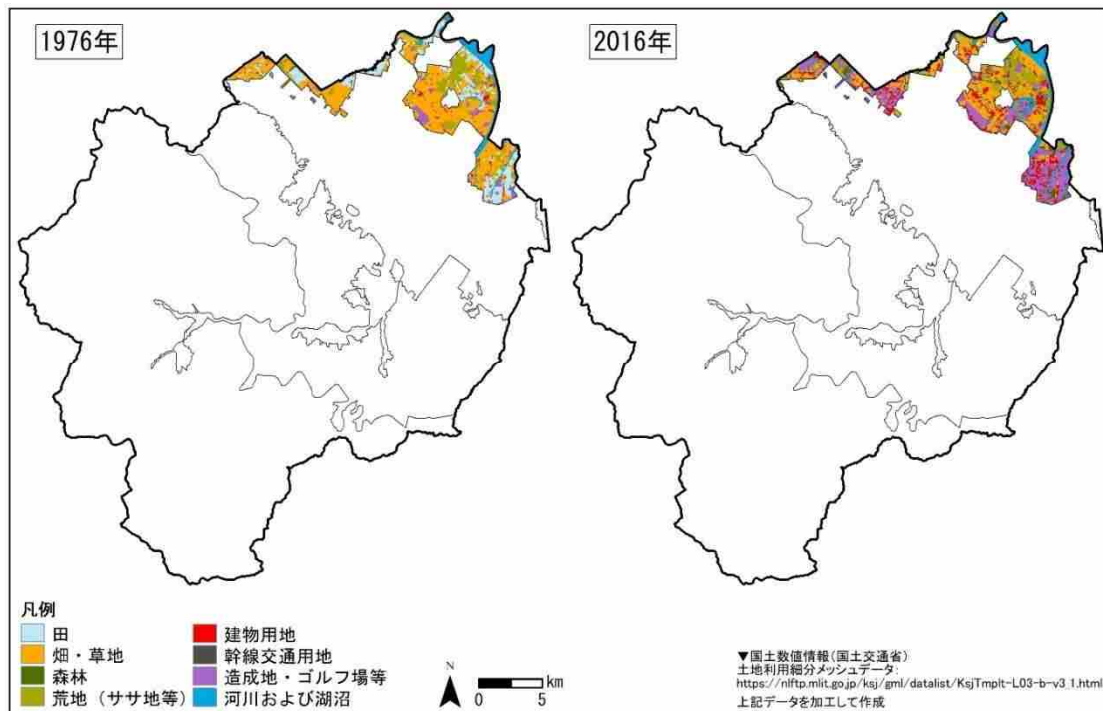 1976年
2016年
凡例
田
畑・草地
森林
荒地（ササ地等）
建物用地
幹線交通用地
造成地・ゴルフ場等
河川および湖沼
N
0
5
km
▼国土数値情報（国土交通省）
土地利用細分メッシュデータ：
https://nlftp.mlit.go.jp/ksj/gml/datalist/KsjTmplt-L03-b-v3_1.html
上記データを加工して作成